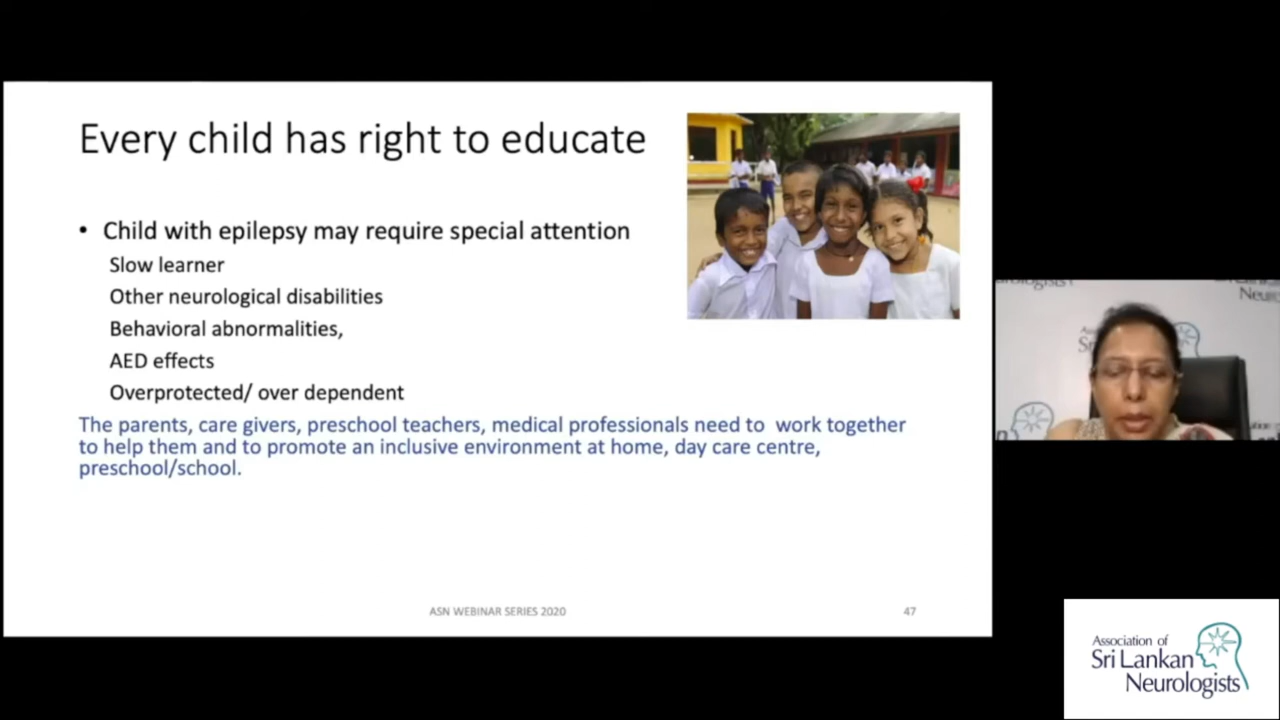 Every child has right to educate
• Child with epilepsy may require special attention
Slow learner
Other neurological disabilities
Behavioral abnormalities,
AED effects
Overprotected/ over dependent
The parents, care givers, preschool teachers, medical professionals need to work together
to help them and to promote an inclusive environment at home, day care centre,
preschool/school.
ASN WEBINAR SERIES 2020
47
Association of
Sri Lankan
Neurologists